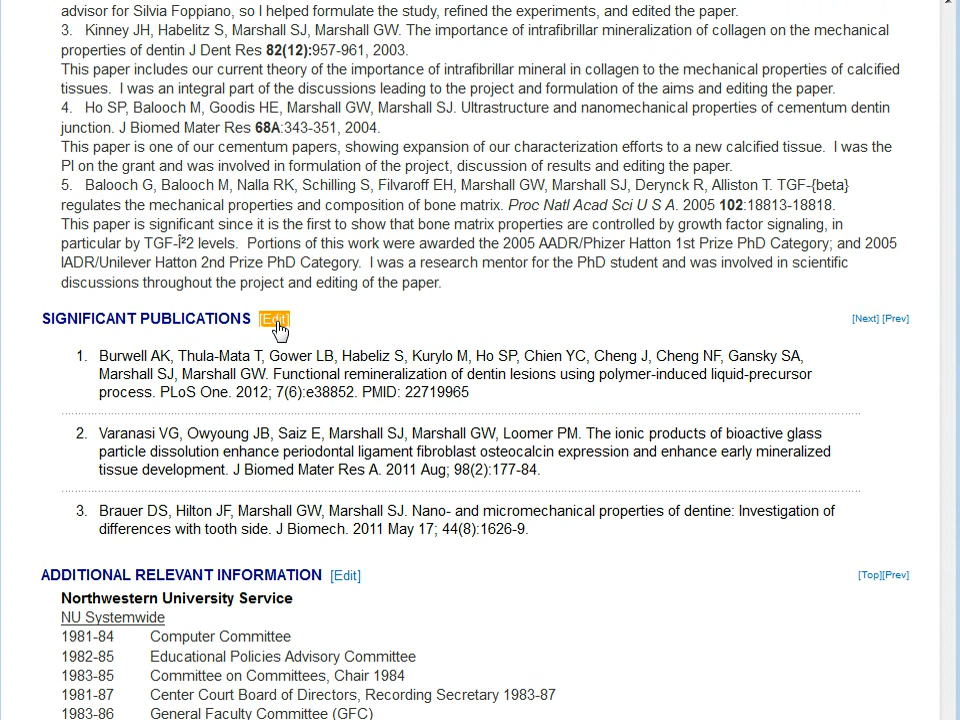 advisor for Silvia Foppiano, so I helped formulate the study, refined the experiments, and edited the paper.
3. Kinney JH, Habelitz S, Marshall SJ, Marshall GW. The importance of intrafibrillar mineralization of collagen on the mechanical
properties of dentin J Dent Res 82(12):957-961, 2003.
This paper includes our current theory of the importance of intrafibrillar mineral in collagen to the mechanical properties of calcified
tissues. I was an integral part of the discussions leading to the project and formulation of the aims and editing the paper.
4. Ho SP, Balooch M, Goodis HE, Marshall GW, Marshall SJ. Ultrastructure and nanomechanical properties of cementum dentin
junction. J Biomed Mater Res 68A:343-351, 2004.
This paper is one of our cementum papers, showing expansion of our characterization efforts to a new calcified tissue. I was the
PI on the grant and was involved in formulation of the project, discussion of results and editing the paper.
5. Balooch G, Balooch M, Nalla RK, Schilling S, Filvaroff EH, Marshall GW, Marshall SJ, Derynck R, Alliston T. TGF-{beta}
regulates the mechanical properties and composition of bone matrix. Proc Natl Acad Sci U S A. 2005 102:18813-18818.
This paper is significant since it is the first to show that bone matrix properties are controlled by growth factor signaling, in
particular by TGF-Î²2 levels. Portions of this work were awarded the 2005 AADR/Phizer Hatton 1st Prize PhD Category; and 2005
IADR/Unilever Hatton 2nd Prize PhD Category. I was a research mentor for the PhD student and was involved in scientific
discussions throughout the project and editing of the paper.
SIGNIFICANT PUBLICATIONS [Edit] [Next] [Prev]
1. Burwell AK, Thula-Mata T, Gower LB, Habeliz S, Kurylo M, Ho SP, Chien YC, Cheng J, Cheng NF, Gansky SA,
Marshall SJ, Marshall GW. Functional remineralization of dentin lesions using polymer-induced liquid-precursor
process. PLoS One. 2012; 7(6):e38852. PMID: 22719965
2. Varanasi VG, Owyoung JB, Saiz E, Marshall SJ, Marshall GW, Loomer PM. The ionic products of bioactive glass
particle dissolution enhance periodontal ligament fibroblast osteocalcin expression and enhance early mineralized
tissue development. J Biomed Mater Res A. 2011 Aug; 98(2):177-84.
3. Brauer DS, Hilton JF, Marshall GW, Marshall SJ. Nano- and micromechanical properties of dentine: Investigation of
differences with tooth side. J Biomech. 2011 May 17; 44(8):1626-9.
ADDITIONAL RELEVANT INFORMATION [Edit] [Top][Prev]
Northwestern University Service
NU Systemwide
1981-84 Computer Committee
1982-85 Educational Policies Advisory Committee
1983-85 Committee on Committees, Chair 1984
1981-87 Center Court Board of Directors, Recording Secretary 1983-87
1983-86 General Faculty Committee (GFC)